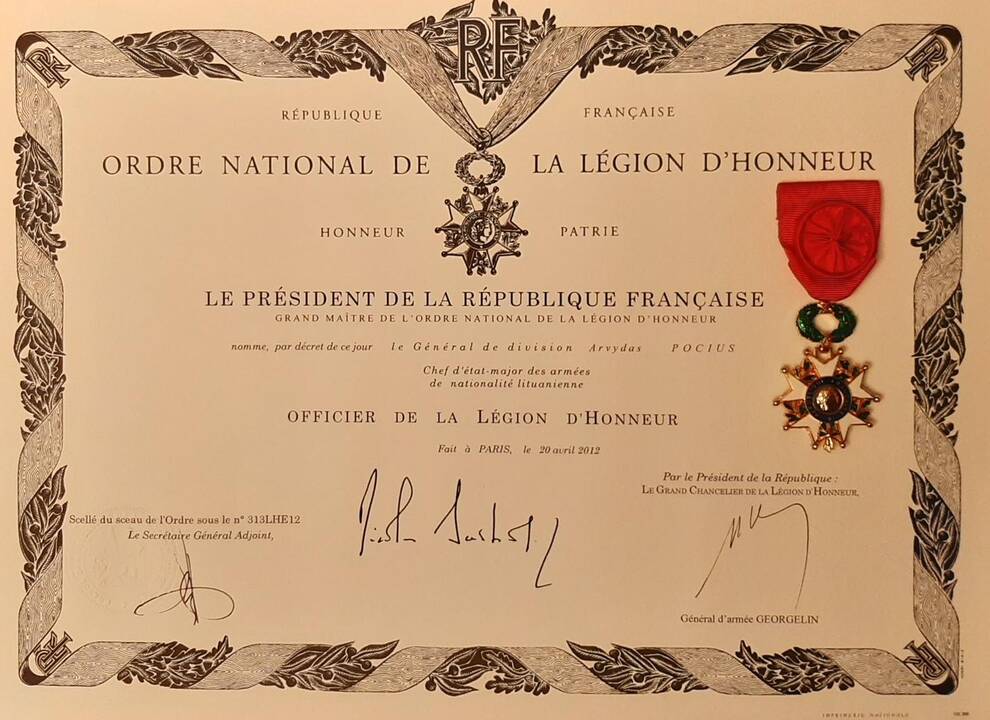 RF
RÉPUBLIQUE FRANÇAISE
ORDRE NATIONAL DE LA LÉGION D'HONNEUR
HONNEUR PATRIE
LE PRÉSIDENT DE LA RÉPUBLIQUE FRANÇAISE
GRAND MAÎTRE DE L'ORDRE NATIONAL DE LA LÉGION D'HONNEUR
nomme, par décret de ce jour le Général de division Arvydas POCIUS
Chef d'état-major des armées
de nationalité lituanienne
OFFICIER DE LA LÉGION D'HONNEUR
Fait à PARIS, le 20 avril 2012
Par le Président de la République :
LE GRAND CHANCELIER DE LA LÉGION D'HONNEUR,
Scellé du sceau de l'Ordre sous le n° 313LHE12
Le Secrétaire Général Adjoint,
Général d'armée GEORGELIN
IMPRIMERIE NATIONALE